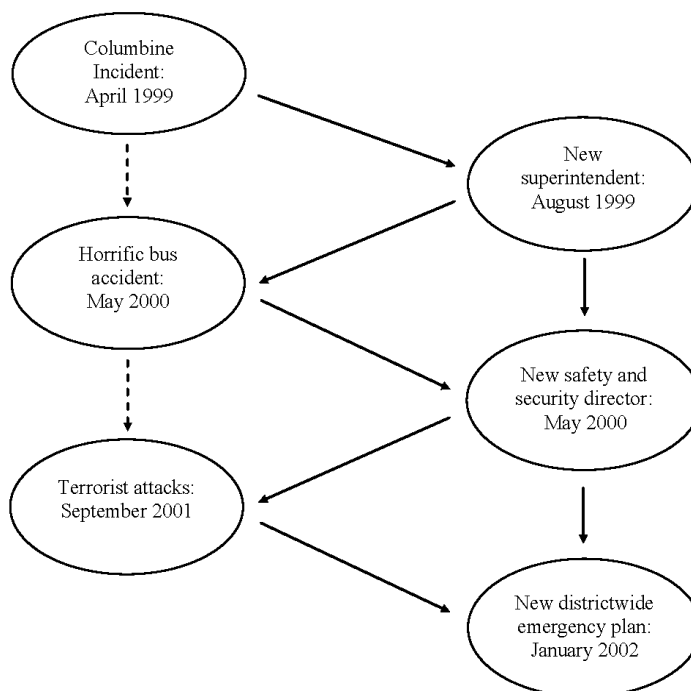 Columbine
Incident:
April 1999
New
superintendent:
August 1999
Horrific bus
accident:
May 2000
New safety and
security director:
May 2000
Terrorist attacks:
September 2001
New districtwide
emergency plan:
January 2002